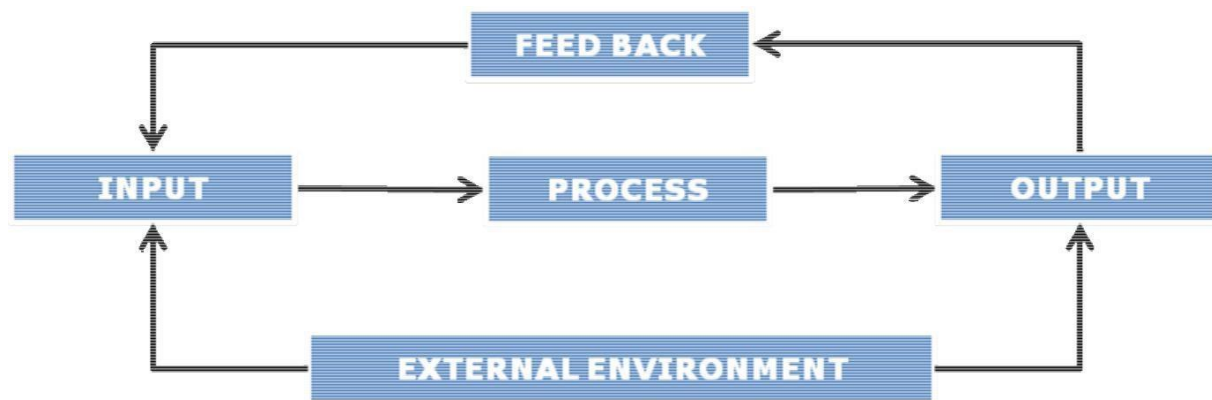 FEED BACK
INPUT
PROCESS
OUTPUT
EXTERNAL ENVIRONMENT